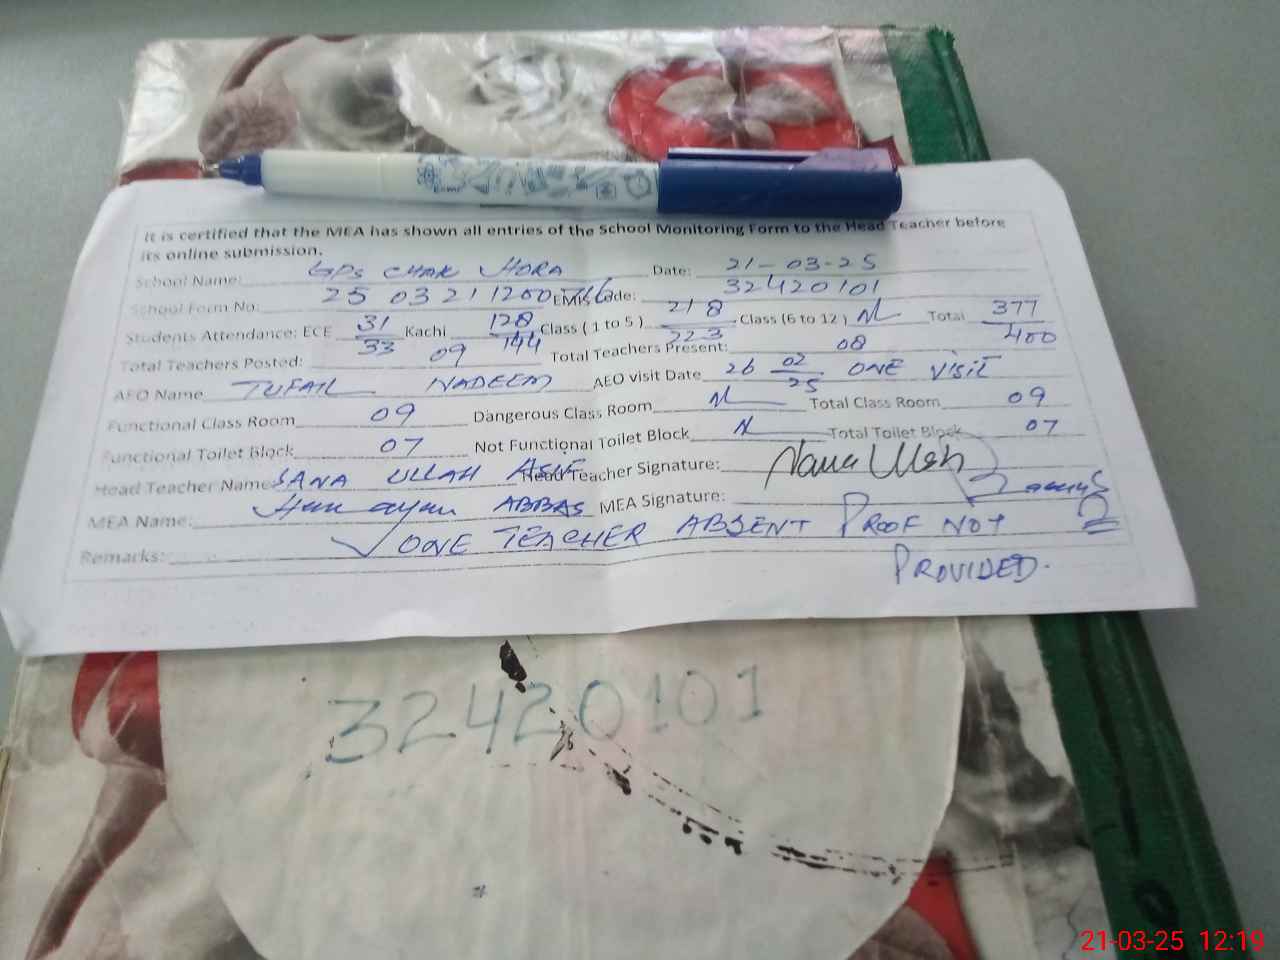 It is certified that the MEA has shown all entries of the School Monitoring Form to the Head Teacher before
its online submission.
School Name: GPS CHAK HORA Date: 21-03-25
School Form No: 25 03 21 1200 EMIS Code: 32420101
Students Attendance: ECE 31/33 Kachi 128/144 Class ( 1 to 5 ) 218/223 Class (6 to 12 ) NL Total 377/400
Total Teachers Posted: 09 Total Teachers Present: 08
AEO Name TUFAIL NADEEM AEO visit Date 26 02/25 ONE VISIT
Functional Class Room 09 Dangerous Class Room NL Total Class Room 09
Functional Toilet Block 07 Not Functional Toilet Block NL Total Toilet Block 07
Head Teacher Name SANA ULLAH ASIF Head Teacher Signature: Sana Ullah
MEA Name: Humayun ABBAS MEA Signature:
Remarks: ONE TEACHER ABSENT PROOF NOT
PROVIDED.
32420101
21-03-25 12:19